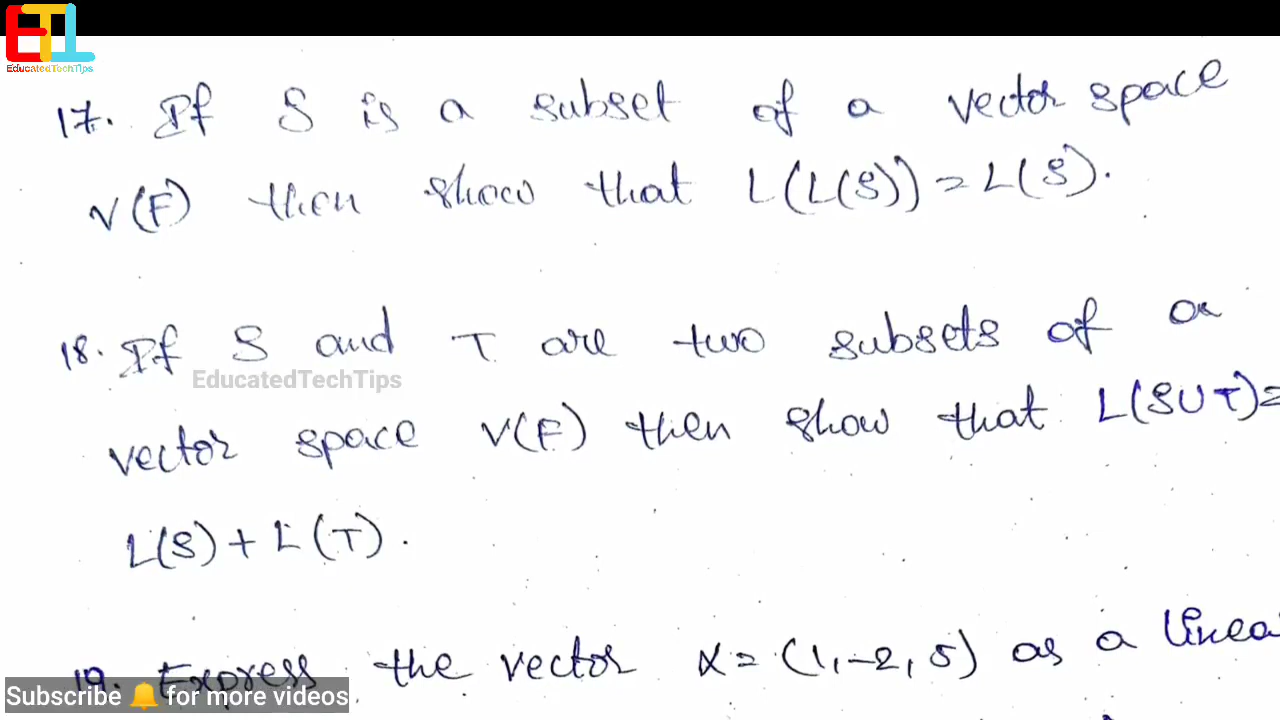 ETL
EducatedTechTips
17. If S is a subset of a vector space
V(F) then show that L(L(S)) = L(S).
18. If S and T are two subsets of a
EducatedTechTips
vector space V(F) then show that L(SUT)=
L(S) + L(T).
19. Express the vector α = (1, -2, 5) as a linea
Subscribe 🔔 for more videos